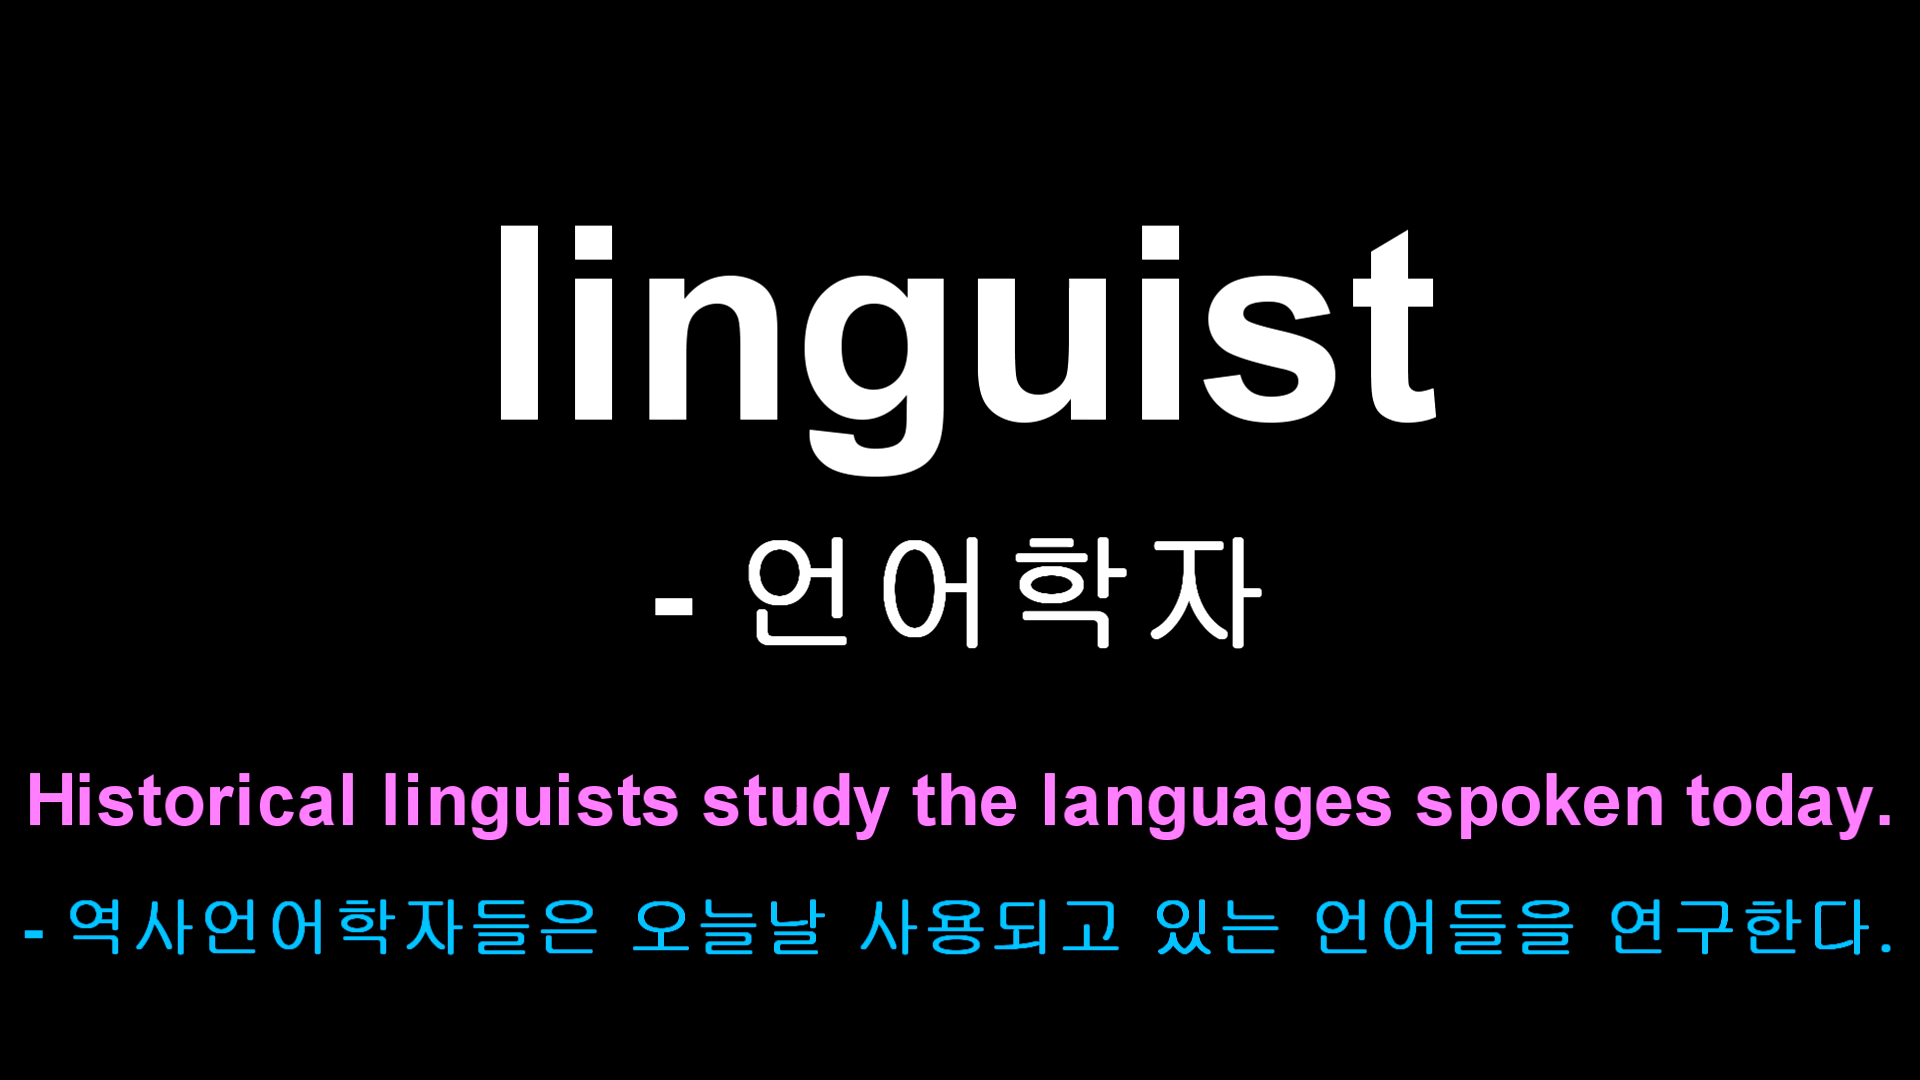 linguist
- 언어학자
Historical linguists study the languages spoken today.
- 역사언어학자들은 오늘날 사용되고 있는 언어들을 연구한다.